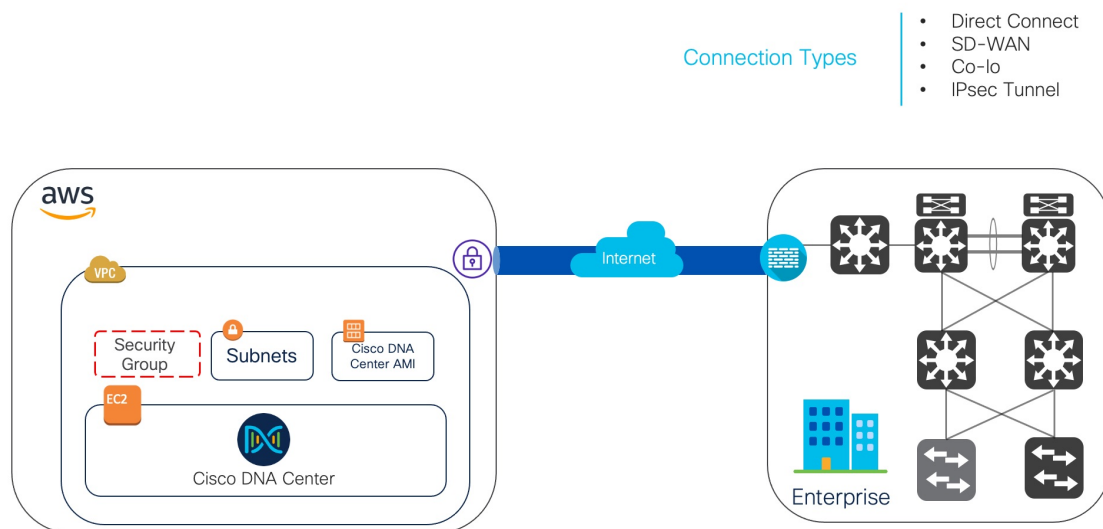 Connection Types
• Direct Connect
• SD-WAN
• Co-lo
• IPsec Tunnel
aws
VPC
Security
Group
Subnets
Cisco DNA
Center AMI
EC2
Cisco DNA Center
Internet
Enterprise